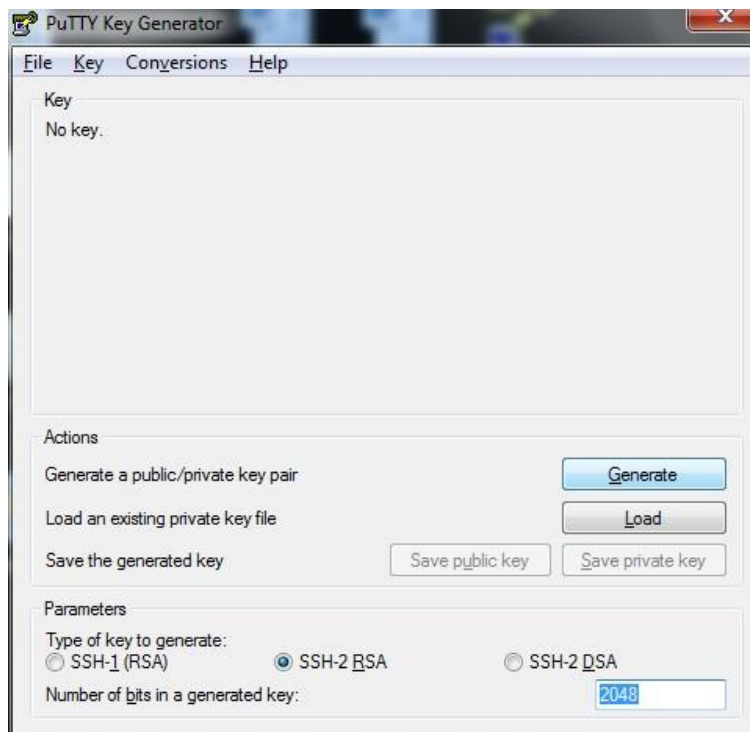 PuTTY Key Generator
File Key Conversions Help
Key
No key.
Actions
Generate a public/private key pair Generate
Load an existing private key file Load
Save the generated key Save public key Save private key
Parameters
Type of key to generate:
SSH-1 (RSA) SSH-2 RSA SSH-2 DSA
Number of bits in a generated key: 2048